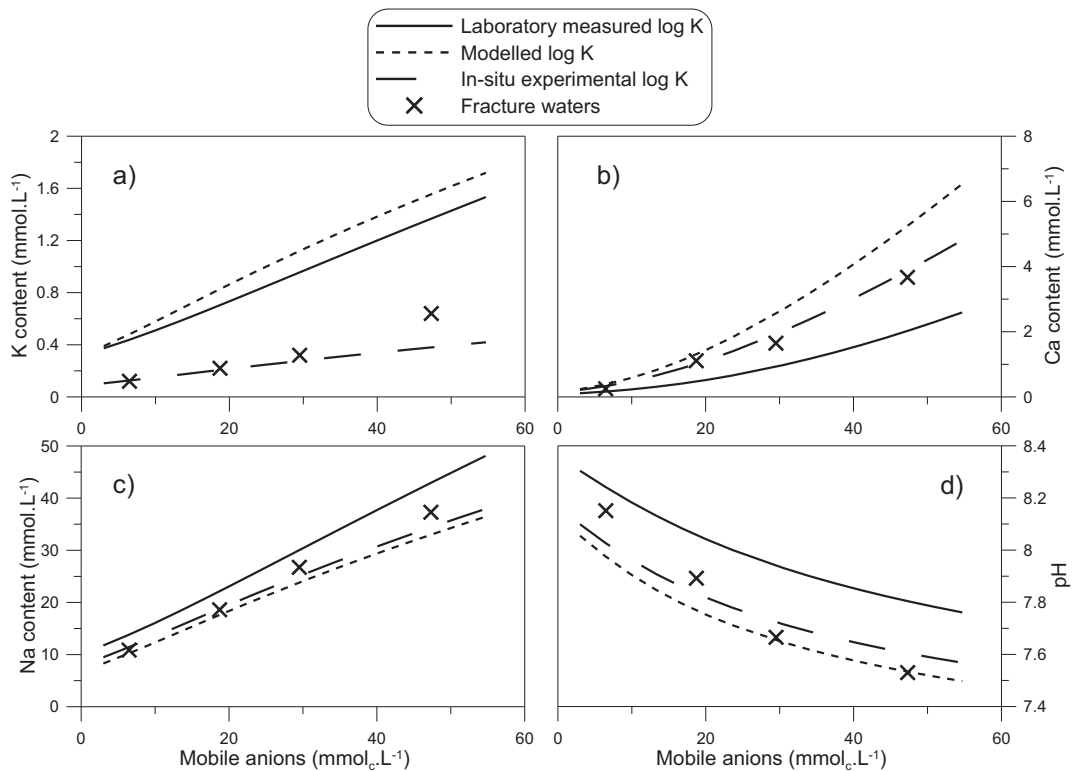 Laboratory measured log K
Modelled log K
In-situ experimental log K
Fracture waters
a)
K content (mmol.L-1)
2
1.6
1.2
0.8
0.4
0
0 20 40 60
b)
Ca content (mmol.L-1)
8
6
4
2
0
0 20 40 60
c)
Na content (mmol.L-1)
50
40
30
20
10
0
0 20 40 60
Mobile anions (mmolc.L-1)
d)
pH
8.4
8.2
8
7.8
7.6
7.4
0 20 40 60
Mobile anions (mmolc.L-1)